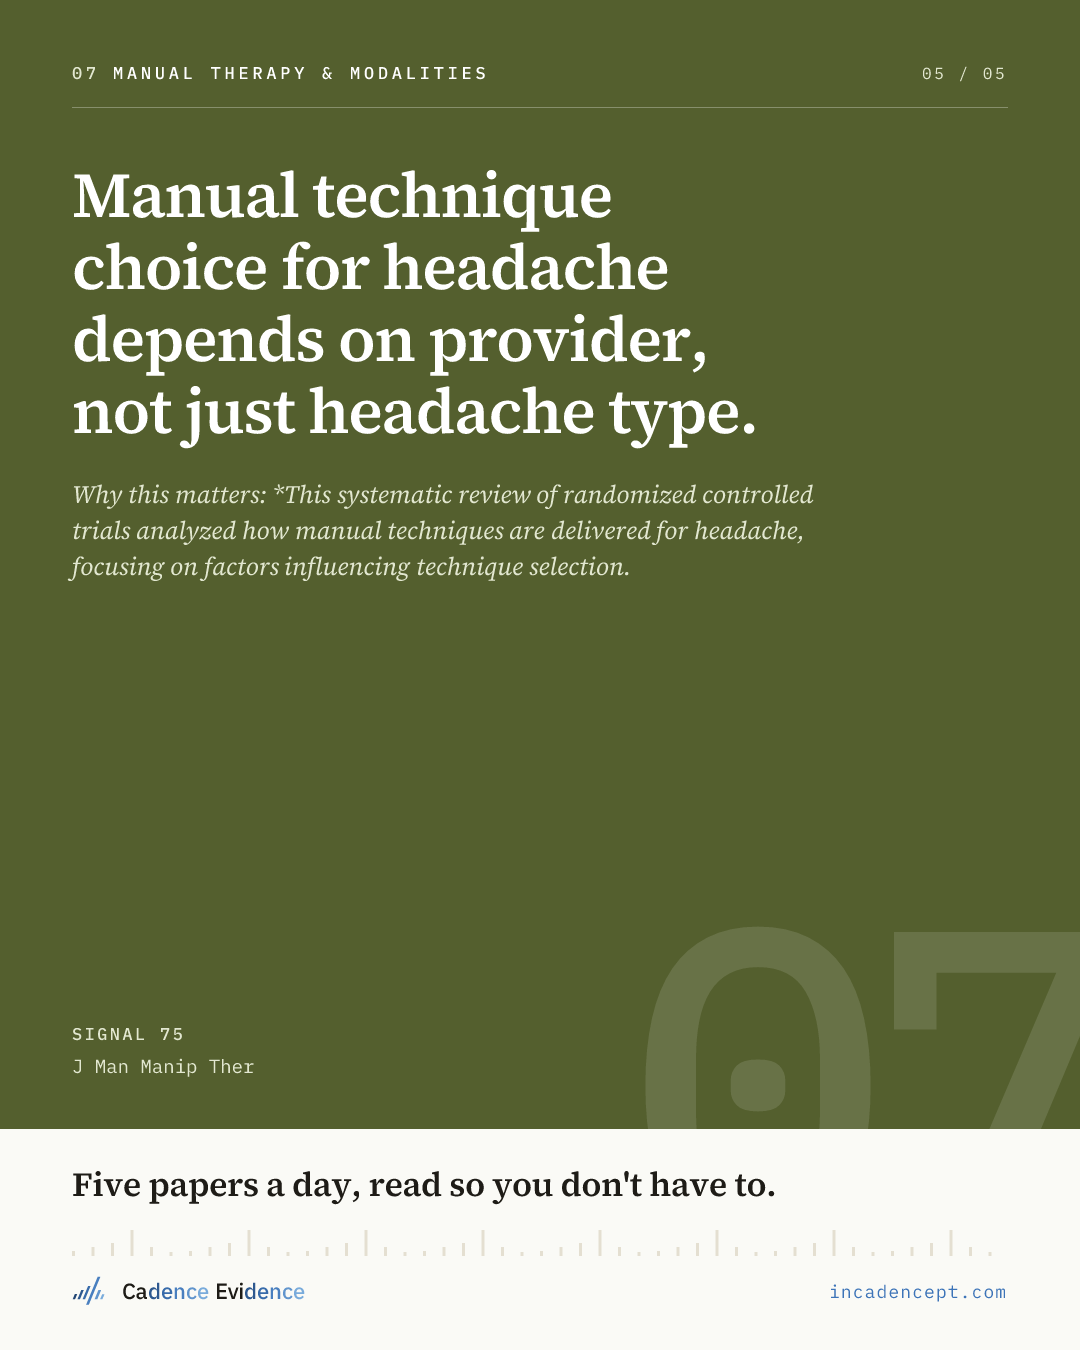 07 MANUAL THERAPY & MODALITIES
05 / 05
Manual technique
choice for headache
depends on provider,
not just headache type.
Why this matters: *This systematic review of randomized controlled
trials analyzed how manual techniques are delivered for headache,
focusing on factors influencing technique selection.
07
SIGNAL 75
J Man Manip Ther
Five papers a day, read so you don't have to.
Cadence Evidence
incadencept.com